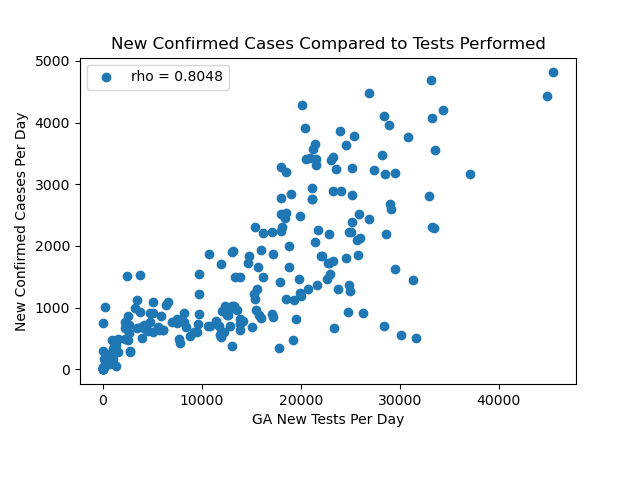 New Confirmed Cases Compared to Tests Performed
rho = 0.8048
New Confirmed Caeses Per Day
5000
4000
3000
2000
1000
0
0 10000 20000 30000 40000
GA New Tests Per Day